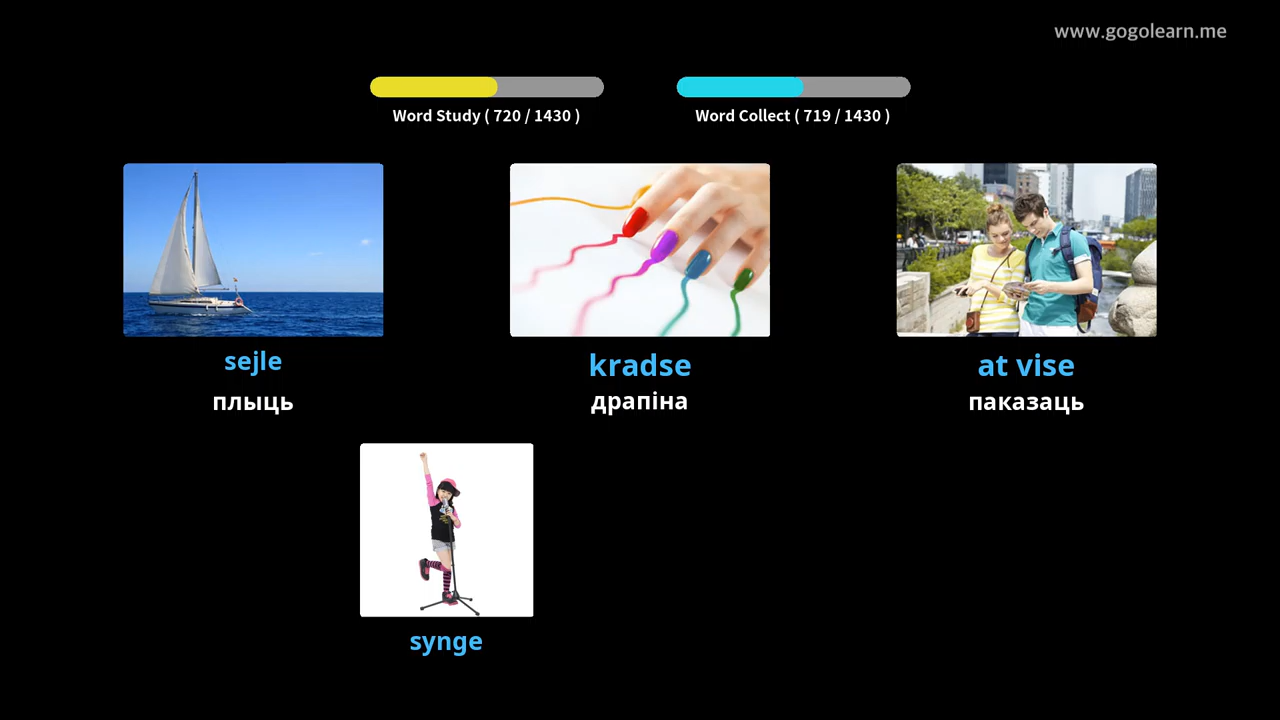 www.gogolearn.me
Word Study ( 720 / 1430 )
Word Collect ( 719 / 1430 )
sejle
kradse
at vise
плыць
драпіна
паказаць
synge